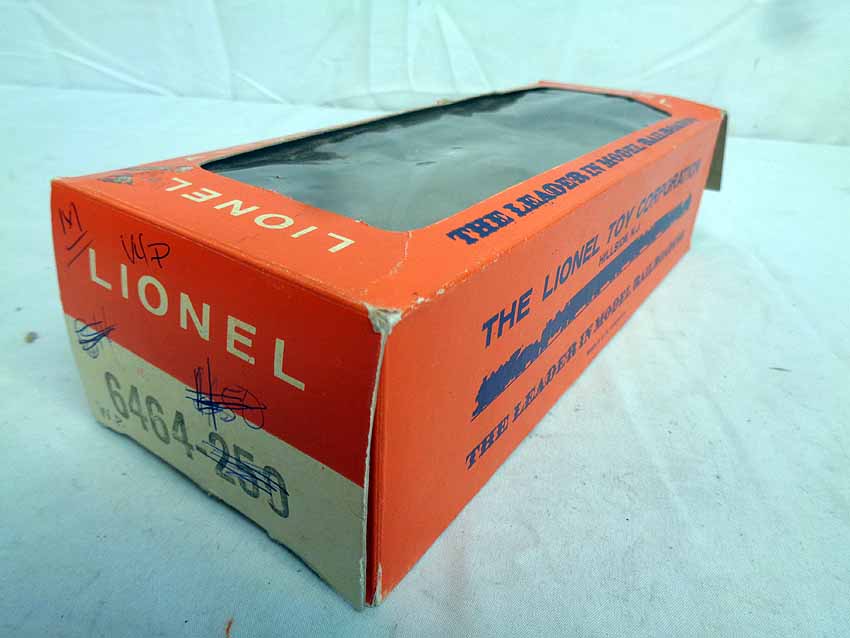 LIONEL
M
WP
LIONEL
6464-250
W.P.
THE LEADER IN MODEL RAILROADING
THE LIONEL TOY CORPORATION
HILLSIDE, N.J.
THE LEADER IN MODEL RAILROADING